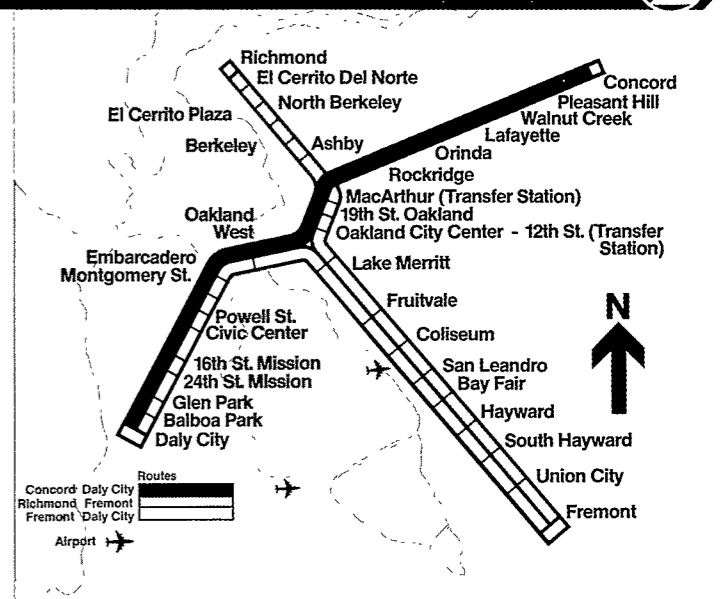 Richmond
El Cerrito Del Norte
North Berkeley
El Cerrito Plaza
Berkeley
Ashby
Concord
Pleasant Hill
Walnut Creek
Lafayette
Orinda
Rockridge
MacArthur (Transfer Station)
19th St. Oakland
Oakland City Center - 12th St. (Transfer
Station)
Oakland
West
Lake Merritt
Embarcadero
Montgomery St.
Fruitvale
Powell St.
Civic Center
Coliseum
N
16th St. Mission
24th St. Mission
San Leandro
Bay Fair
Glen Park
Balboa Park
Daly City
Hayward
South Hayward
Union City
Fremont
Routes
Concord Daly City
Richmond Fremont
Fremont Daly City
Airport